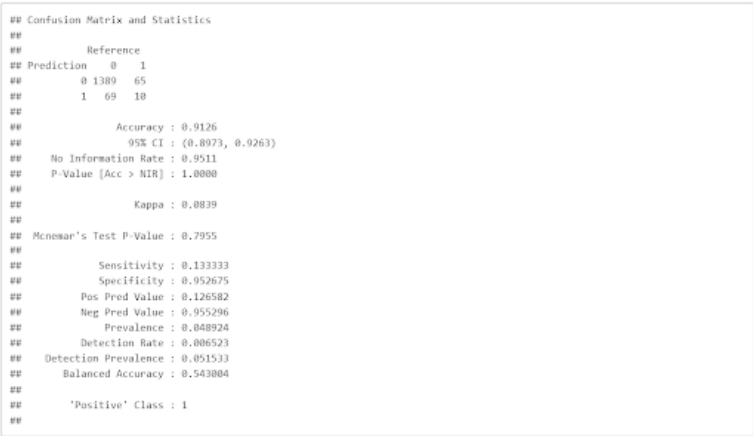 ## Confusion Matrix and Statistics
##
##           Reference
## Prediction    0    1
##          0 1389   65
##          1   69   10
##
##                Accuracy : 0.9126
##                  95% CI : (0.8973, 0.9263)
##     No Information Rate : 0.9511
##     P-Value [Acc > NIR] : 1.0000
##
##                   Kappa : 0.0839
##
##  Mcnemar's Test P-Value : 0.7955
##
##             Sensitivity : 0.133333
##             Specificity : 0.952675
##          Pos Pred Value : 0.126582
##          Neg Pred Value : 0.955296
##              Prevalence : 0.048924
##          Detection Rate : 0.006523
##    Detection Prevalence : 0.051533
##       Balanced Accuracy : 0.543004
##
##        'Positive' Class : 1
##